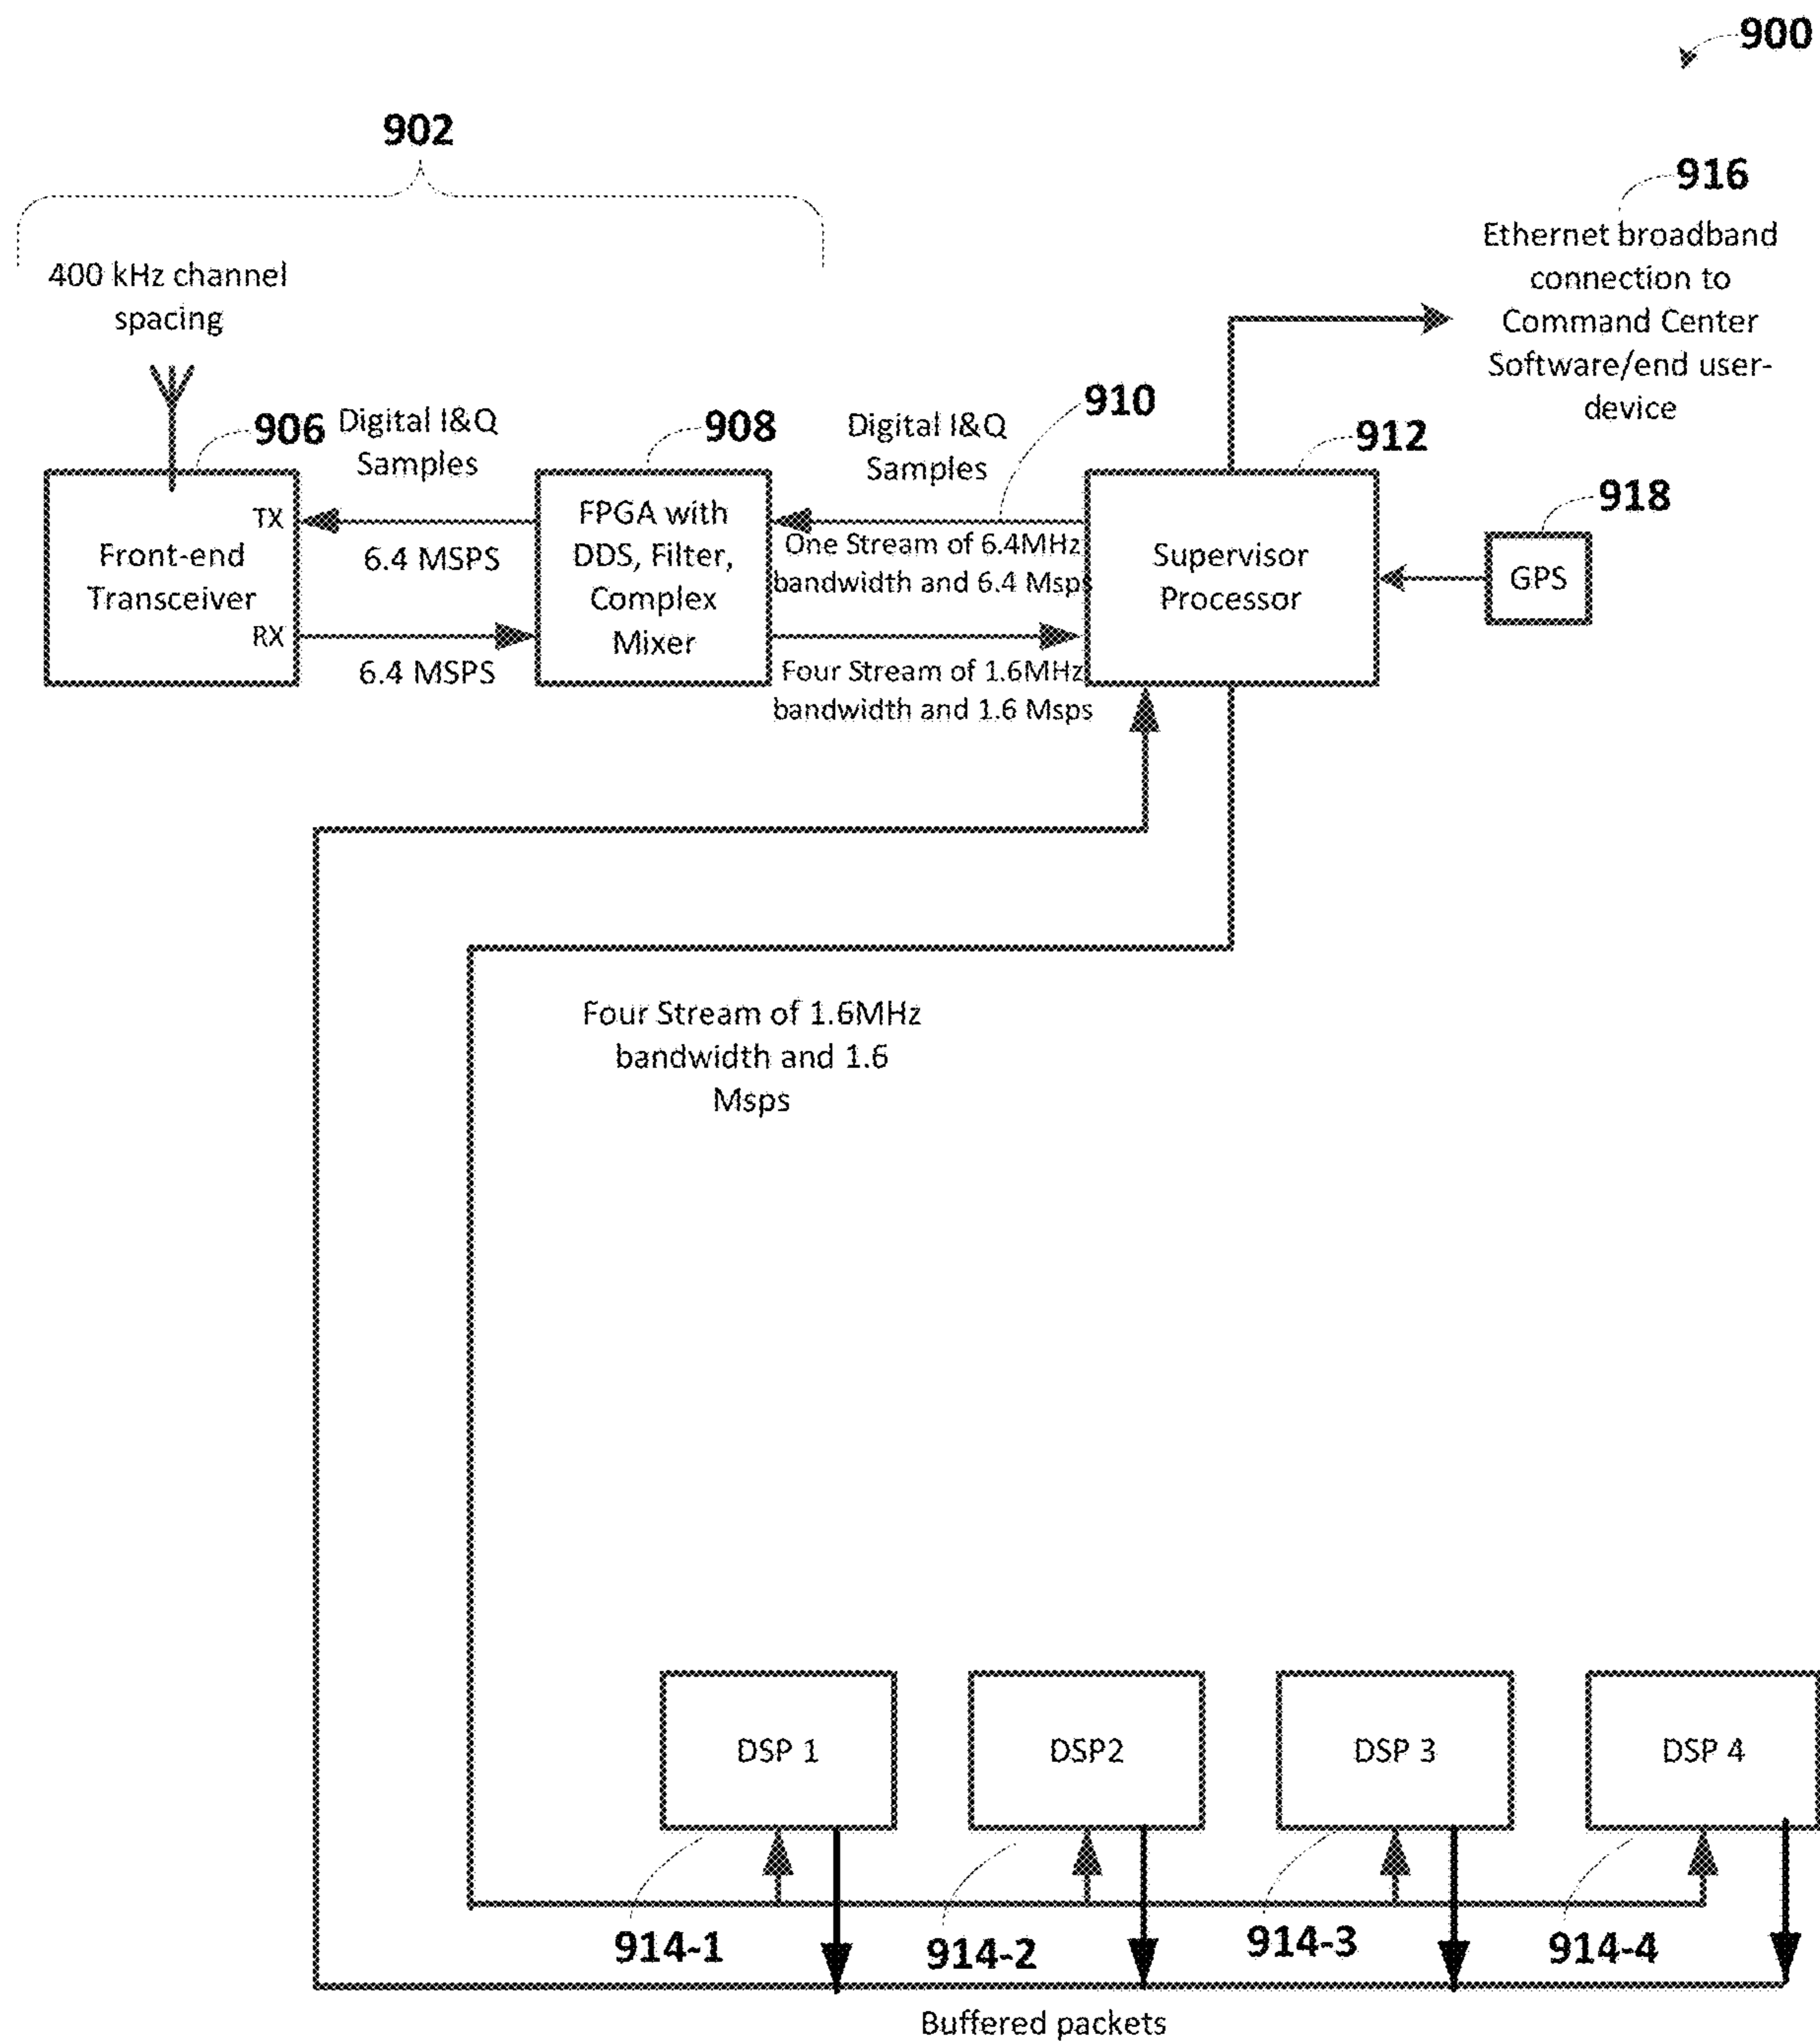 900
902
916
Ethernet broadband
connection to
Command Center
Software/end user-
device
400 kHz channel
spacing
906
Digital I&Q
Samples
908
Digital I&Q
Samples
910
912
918
TX
Front-end
Transceiver
RX
6.4 MSPS
6.4 MSPS
FPGA with
DDS, Filter,
Complex
Mixer
One Stream of 6.4MHz
bandwidth and 6.4 Msps
Four Stream of 1.6MHz
bandwidth and 1.6 Msps
Supervisor
Processor
GPS
Four Stream of 1.6MHz
bandwidth and 1.6
Msps
DSP 1
DSP2
DSP 3
DSP 4
914-1
914-2
914-3
914-4
Buffered packets